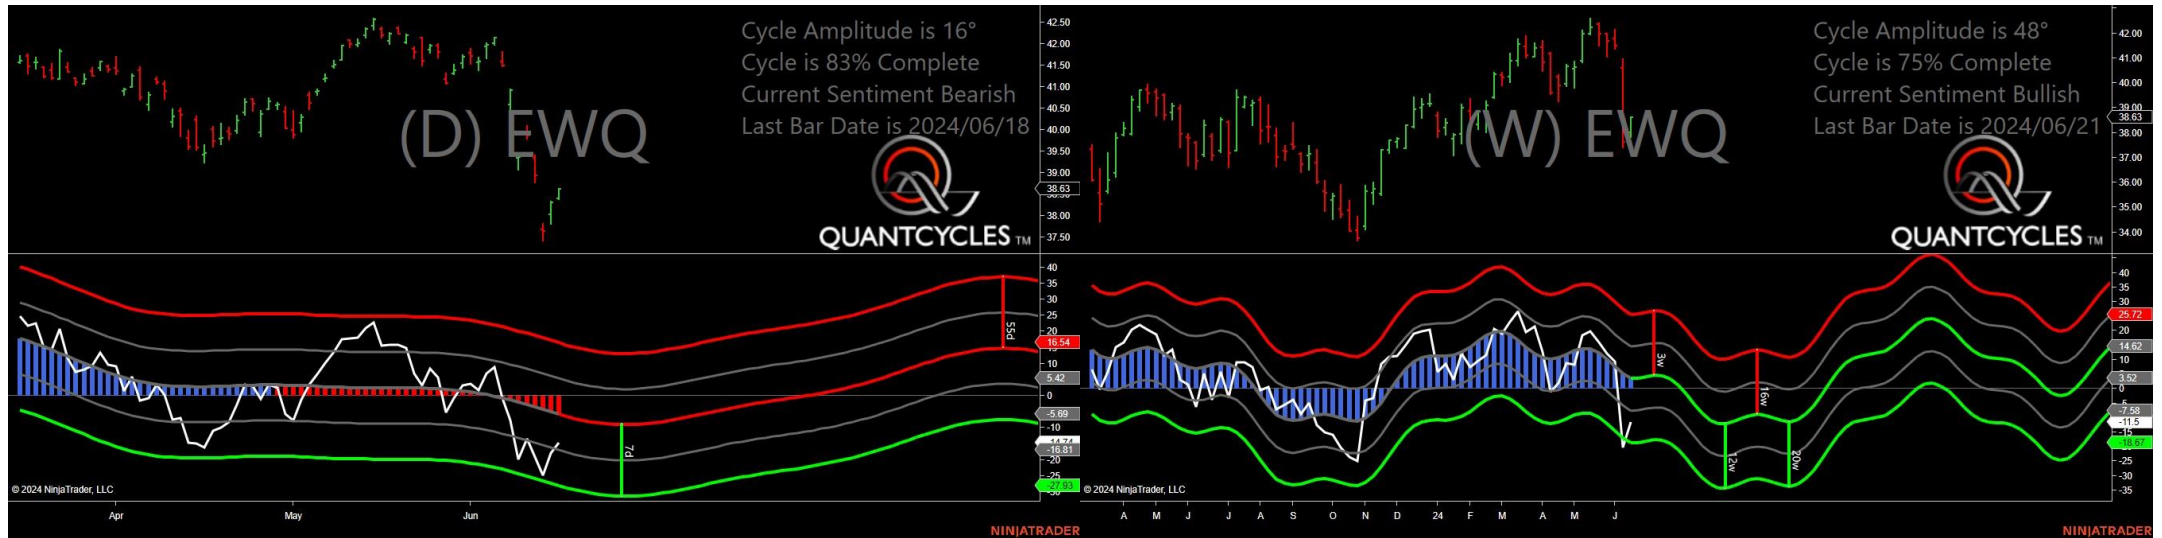 Cycle Amplitude is 16°
Cycle is 83% Complete
Current Sentiment Bearish
Last Bar Date is 2024/06/18
(D) EWQ
QUANTCYCLES TM
42.50
42.00
41.50
41.00
40.50
40.00
39.50
39.00
38.63
38.00
37.50
40
35
30
25
20
16.54
5.42
0
-5.69
-10
-14.74
-16.81
-20
-27.93
55d
7d
© 2024 NinjaTrader, LLC
Apr
May
Jun
NINJATRADER
Cycle Amplitude is 48°
Cycle is 75% Complete
Current Sentiment Bullish
Last Bar Date is 2024/06/21
(W) EWQ
QUANTCYCLES TM
42.00
41.00
40.00
39.00
38.63
38.00
37.00
36.00
35.00
34.00
40
35
30
25.72
20
14.62
10
3.52
0
-7.58
-11.5
-18.67
-25
-30
-35
3w
16w
12w
20w
© 2024 NinjaTrader, LLC
A
M
J
J
A
S
O
N
D
24
F
M
A
M
J
NINJATRADER